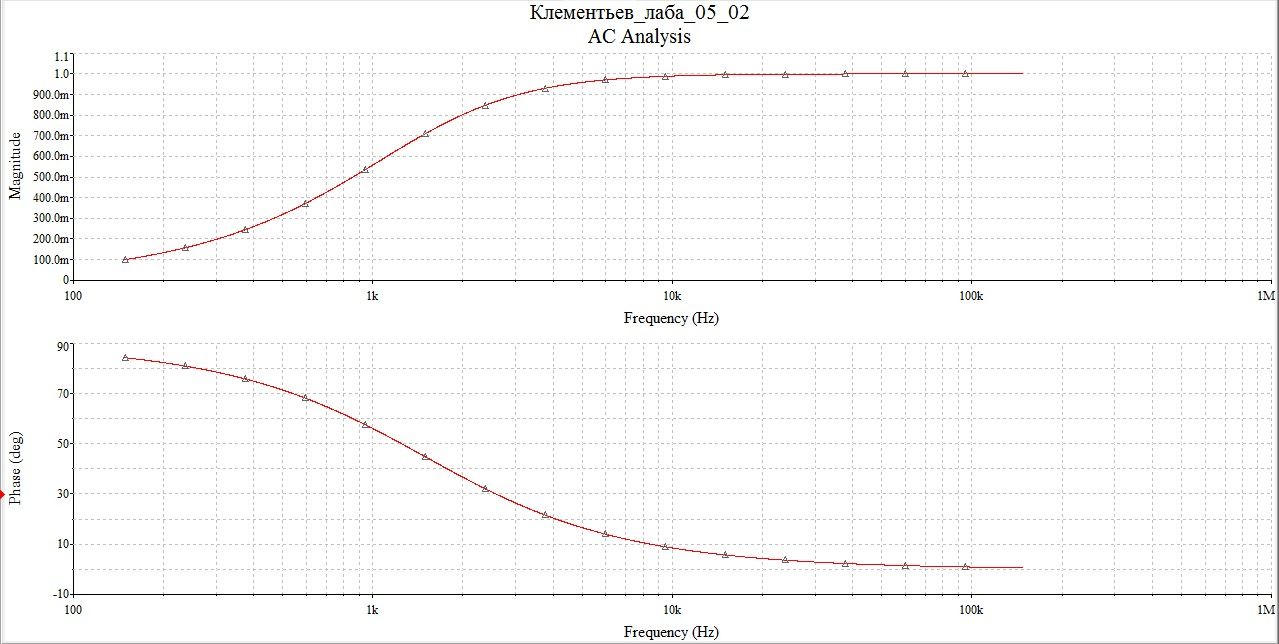 Клементьев_лаба_05_02
AC Analysis
Magnitude
1.1
1.0
900.0m
800.0m
700.0m
600.0m
500.0m
400.0m
300.0m
200.0m
100.0m
0
100 1k 10k 100k 1M
Frequency (Hz)
Phase (deg)
90
70
50
30
10
-10
100 1k 10k 100k 1M
Frequency (Hz)